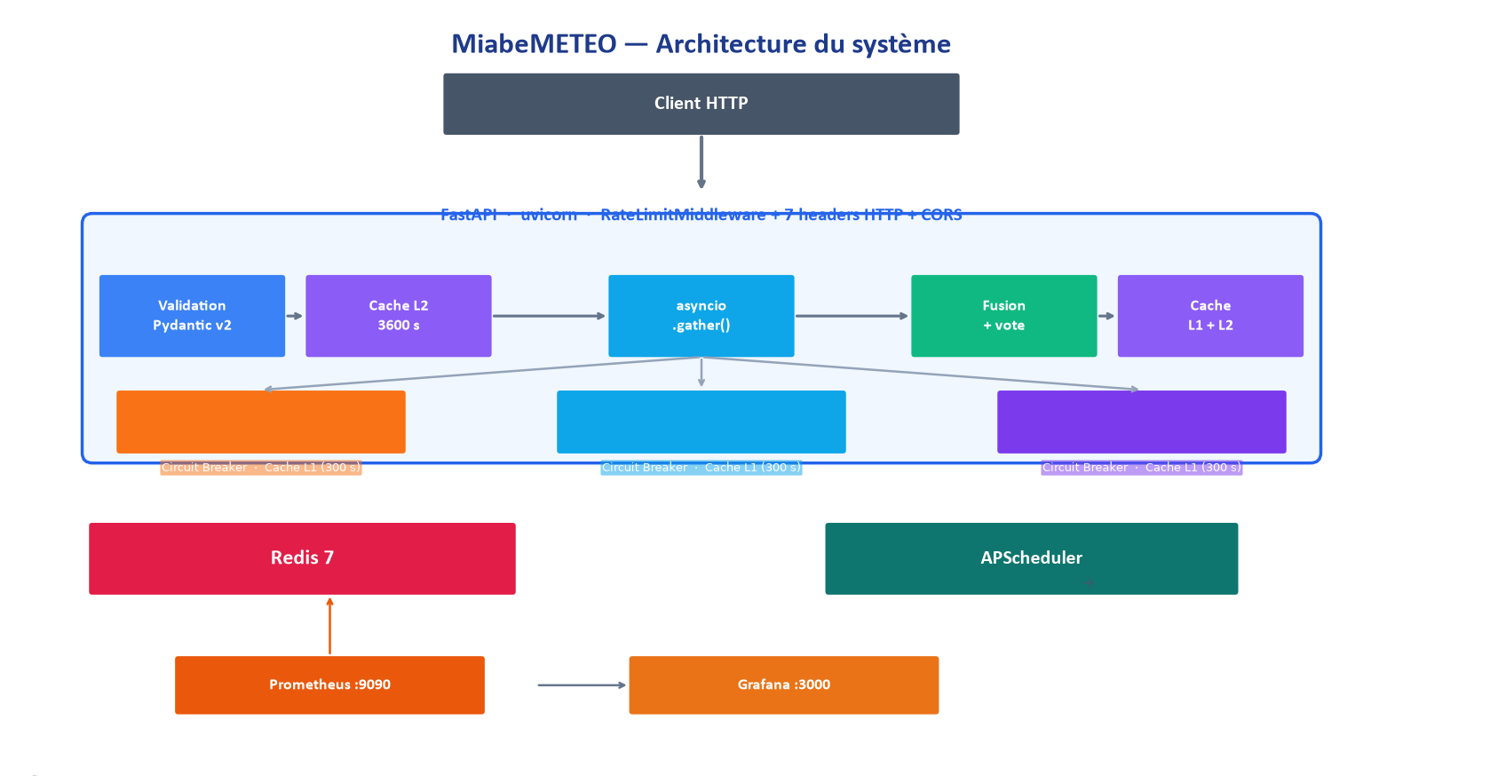 MiabeMETEO — Architecture du système
Client HTTP
FastAPI · uvicorn · RateLimitMiddleware + 7 headers HTTP + CORS
Validation
Pydantic v2
Cache L2
3600 s
asyncio
.gather()
Fusion
+ vote
Cache
L1 + L2
Circuit Breaker · Cache L1 (300 s)
Circuit Breaker · Cache L1 (300 s)
Circuit Breaker · Cache L1 (300 s)
Redis 7
APScheduler
Prometheus :9090
Grafana :3000